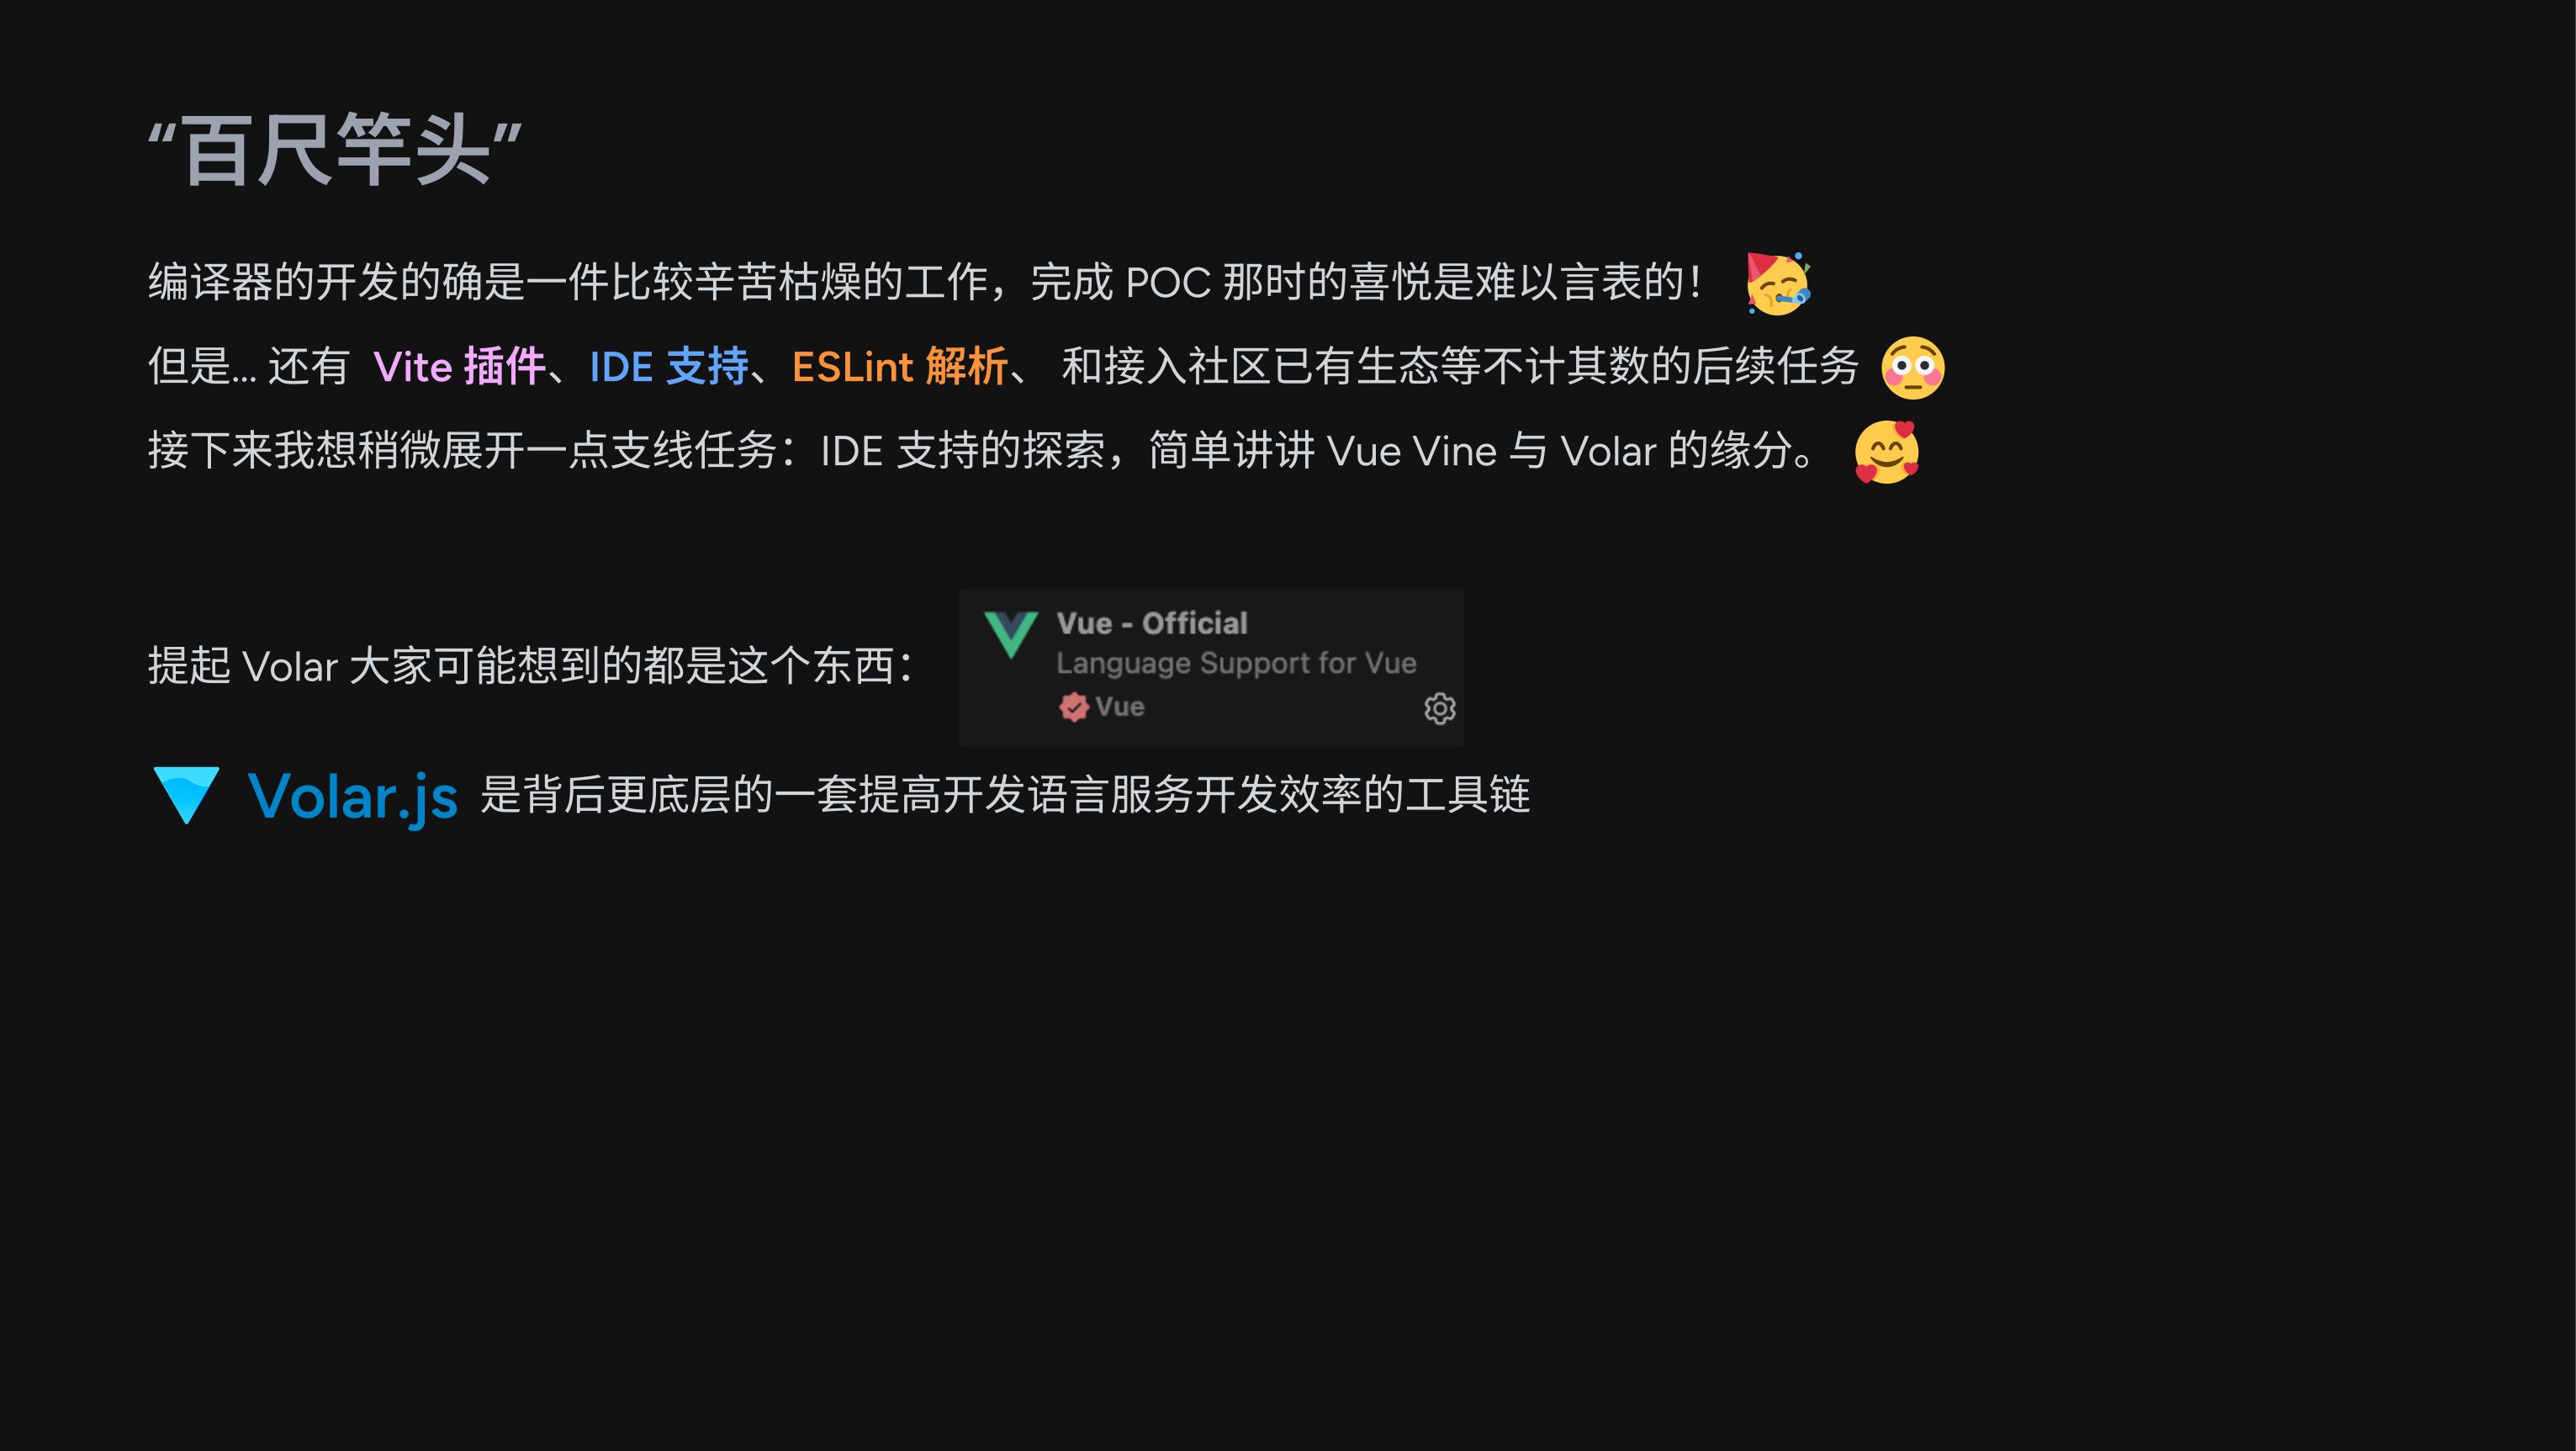 “百尺竿头”
编译器的开发的确是一件比较辛苦枯燥的工作，完成 POC 那时的喜悦是难以言表的！
但是... 还有 Vite 插件、IDE 支持、ESLint 解析、 和接入社区已有生态等不计其数的后续任务
接下来我想稍微展开一点支线任务：IDE 支持的探索，简单讲讲 Vue Vine 与 Volar 的缘分。
提起 Volar 大家可能想到的都是这个东西：
Vue - Official
Language Support for Vue
Vue
Volar.js 是背后更底层的一套提高开发语言服务开发效率的工具链